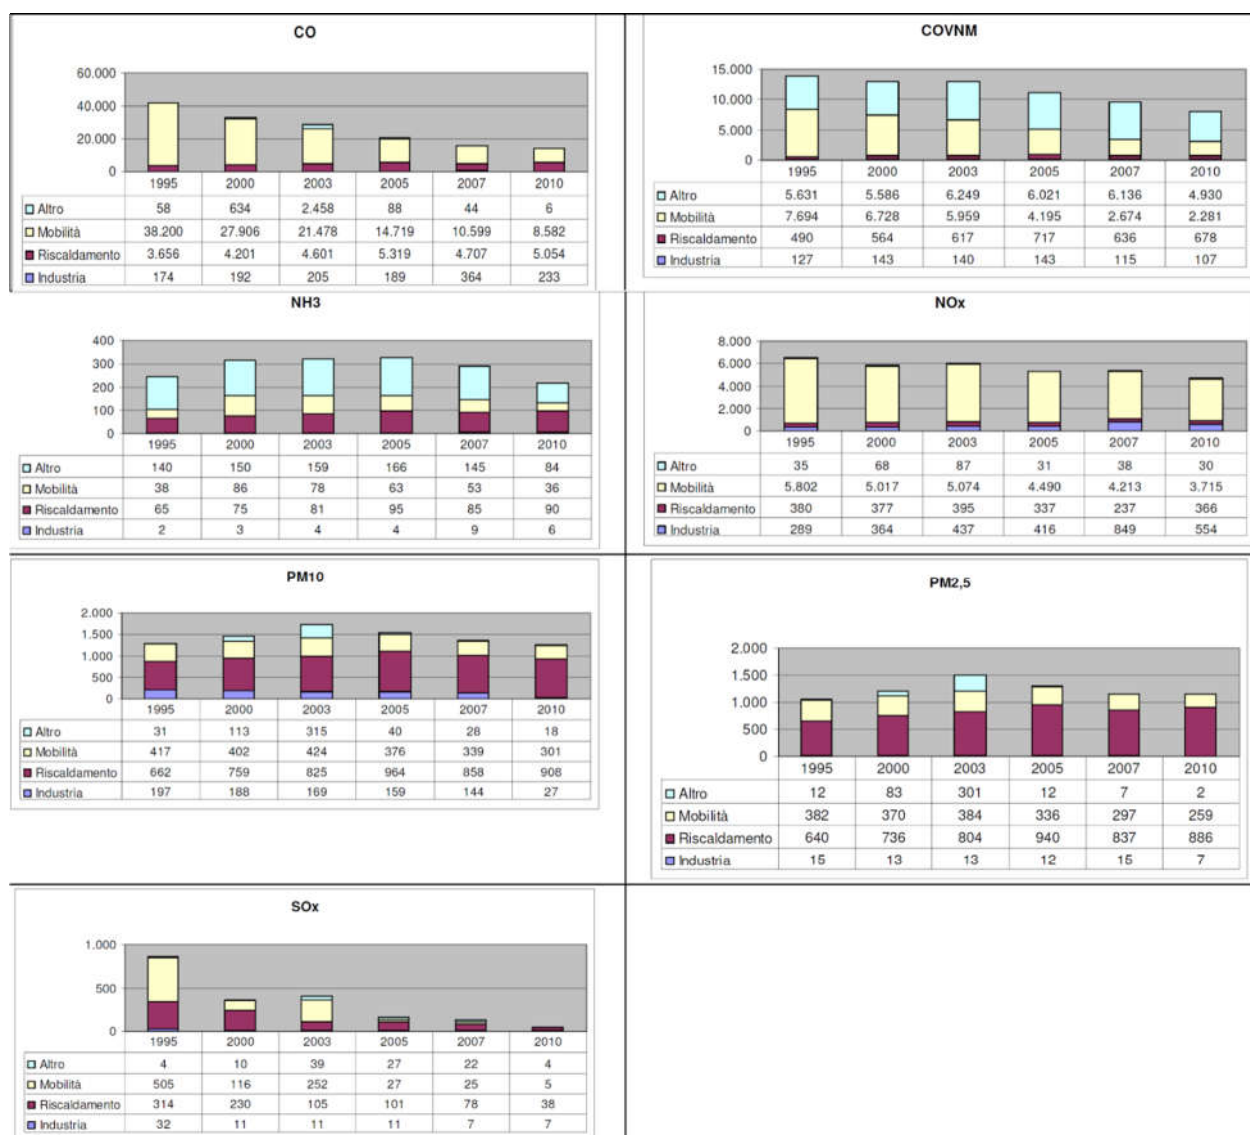 CO
60.000
40.000
20.000
0
1995 2000 2003 2005 2007 2010
Altro 58 634 2.458 88 44 6
Mobilità 38.200 27.906 21.478 14.719 10.599 8.582
Riscaldamento 3.656 4.201 4.601 5.319 4.707 5.054
Industria 174 192 205 189 364 233
COVNM
15.000
10.000
5.000
0
1995 2000 2003 2005 2007 2010
Altro 5.631 5.586 6.249 6.021 6.136 4.930
Mobilità 7.694 6.728 5.959 4.195 2.674 2.281
Riscaldamento 490 564 617 717 636 678
Industria 127 143 140 143 115 107
NH3
400
300
200
100
0
1995 2000 2003 2005 2007 2010
Altro 140 150 159 166 145 84
Mobilità 38 86 78 63 53 36
Riscaldamento 65 75 81 95 85 90
Industria 2 3 4 4 9 6
NOx
8.000
6.000
4.000
2.000
0
1995 2000 2003 2005 2007 2010
Altro 35 68 87 31 38 30
Mobilità 5.802 5.017 5.074 4.490 4.213 3.715
Riscaldamento 380 377 395 337 237 366
Industria 289 364 437 416 849 554
PM10
2.000
1.500
1.000
500
0
1995 2000 2003 2005 2007 2010
Altro 31 113 315 40 28 18
Mobilità 417 402 424 376 339 301
Riscaldamento 662 759 825 964 858 908
Industria 197 188 169 159 144 27
PM2,5
2.000
1.500
1.000
500
0
1995 2000 2003 2005 2007 2010
Altro 12 83 301 12 7 2
Mobilità 382 370 384 336 297 259
Riscaldamento 640 736 804 940 837 886
Industria 15 13 13 12 15 7
SOx
1.000
500
0
1995 2000 2003 2005 2007 2010
Altro 4 10 39 27 22 4
Mobilità 505 116 252 27 25 5
Riscaldamento 314 230 105 101 78 38
Industria 32 11 11 11 7 7